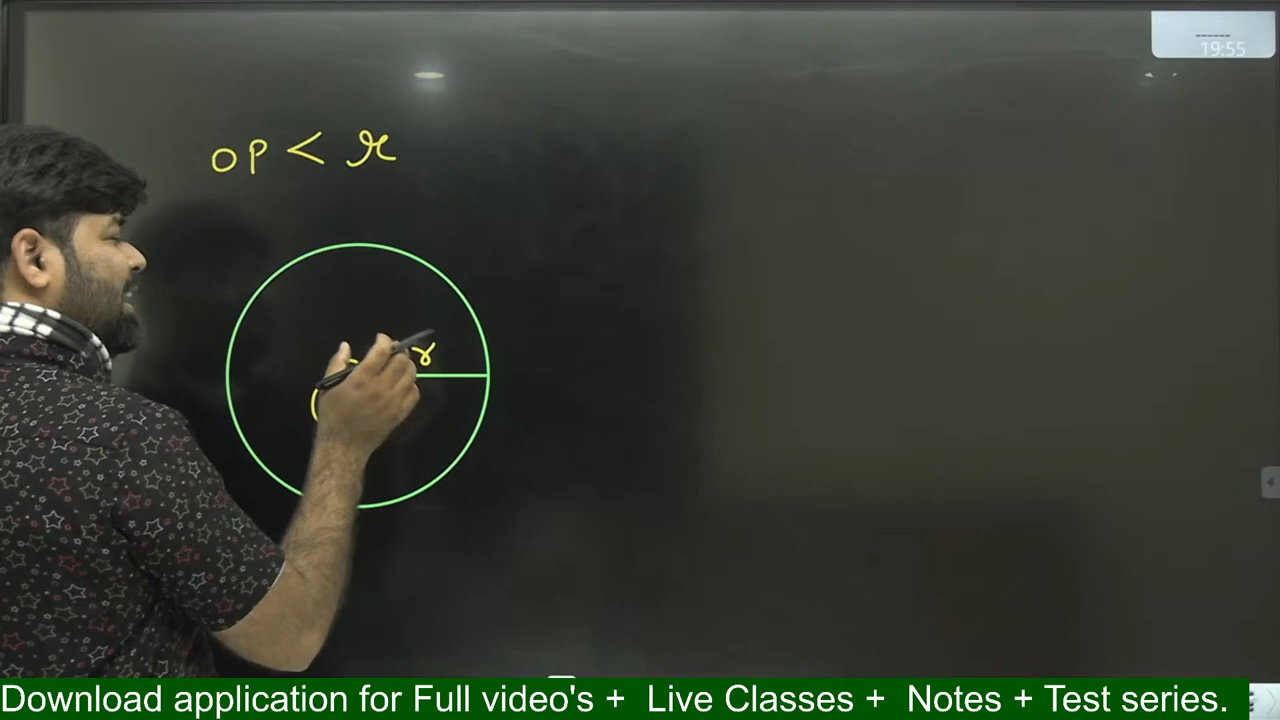 19:55
OP < r
r
Download application for Full video's + Live Classes + Notes + Test series.